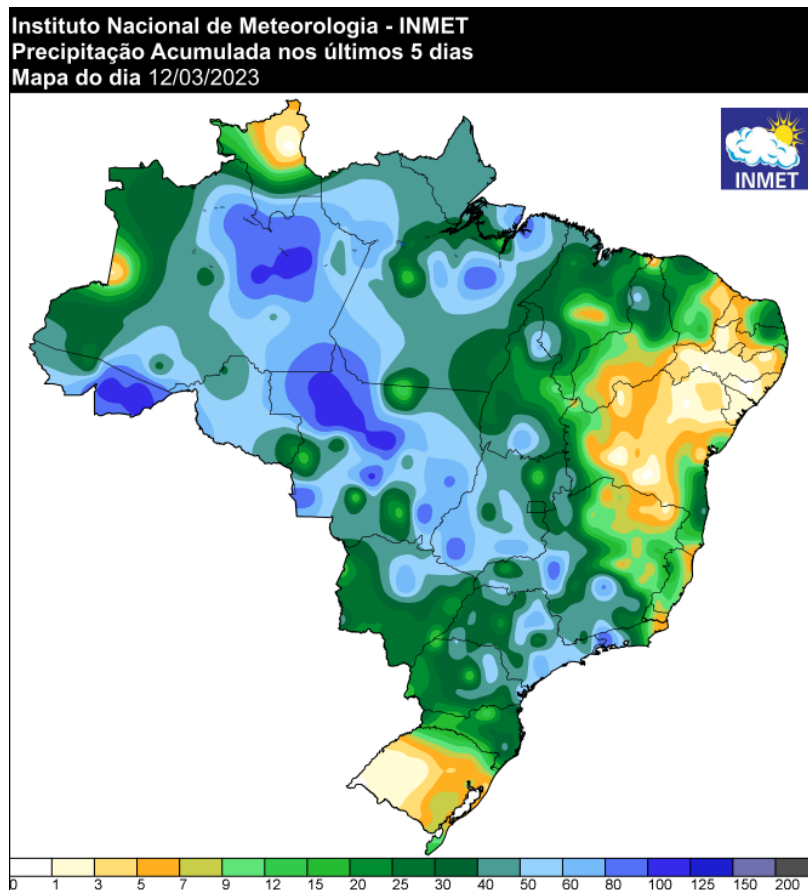 Instituto Nacional de Meteorologia - INMET
Precipitação Acumulada nos últimos 5 dias
Mapa do dia 12/03/2023
INMET
0 1 3 5 7 9 12 15 20 25 30 40 50 60 80 100 125 150 200